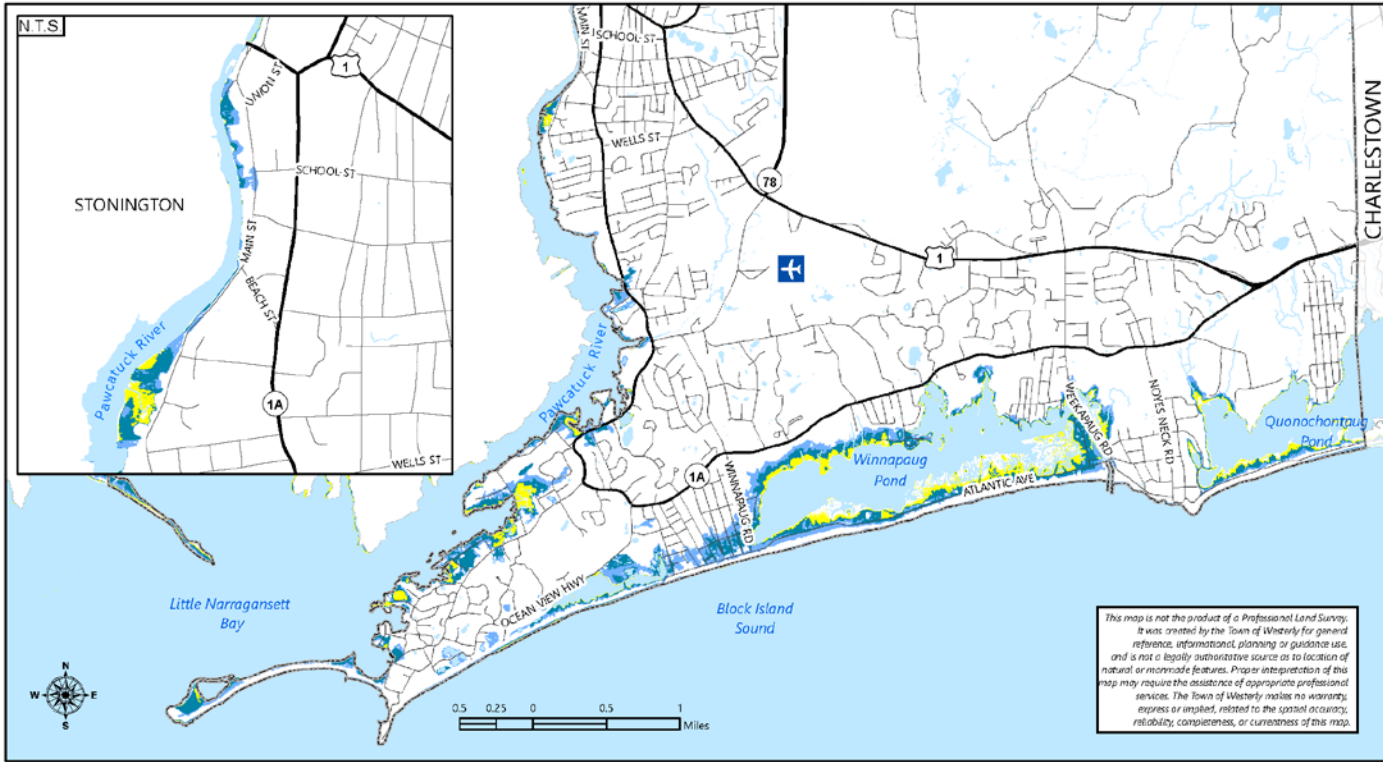 N.T.S
1
UNION ST
STONINGTON
SCHOOL ST
MAIN ST
BEACH ST
Pawcatuck River
1A
WELLS ST
MAIN ST
SCHOOL ST
WELLS ST
78
1
CHARLESTOWN
Pawcatuck River
WEEKAPAUG RD
NOYES NECK RD
Quonochontaug
Pond
Winnapaug
Pond
1A
WINNAPAUG RD
ATLANTIC AVE
OCEAN VIEW HWY
Little Narragansett
Bay
Block Island
Sound
N
W E
S
0.5 0.25 0 0.5 1
Miles
This map is not the product of a Professional Land Survey.
It was created by the Town of Westerly for general
reference, informational, planning or guidance use,
and is not a legally authoritative source as to location of
natural or manmade features. Proper interpretation of this
map may require the assistance of appropriate professional
services. The Town of Westerly makes no warranty,
express or implied, related to the spatial accuracy,
reliability, completeness, or currentness of this map.